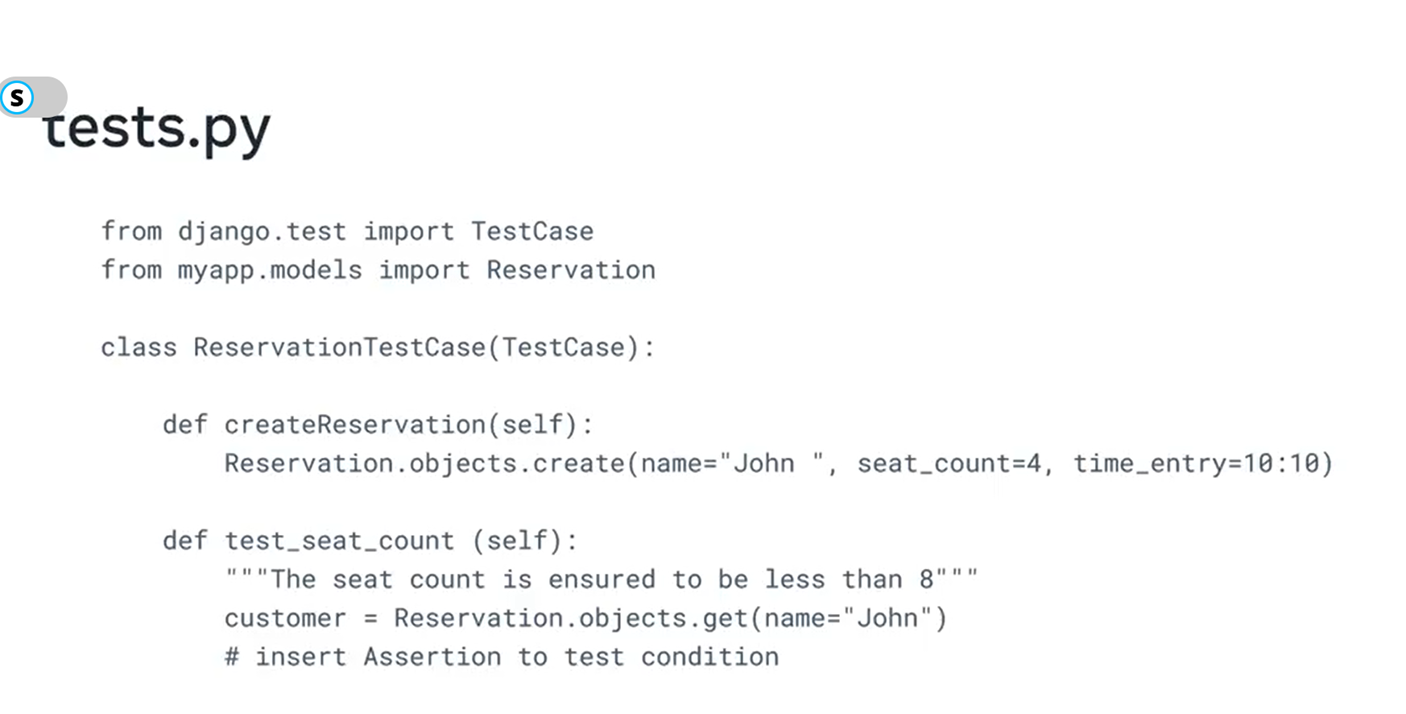 S
tests.py
from django.test import TestCase
from myapp.models import Reservation
class ReservationTestCase(TestCase):
def createReservation(self):
Reservation.objects.create(name="John ", seat_count=4, time_entry=10:10)
def test_seat_count (self):
"""The seat count is ensured to be less than 8"""
customer = Reservation.objects.get(name="John")
# insert Assertion to test condition